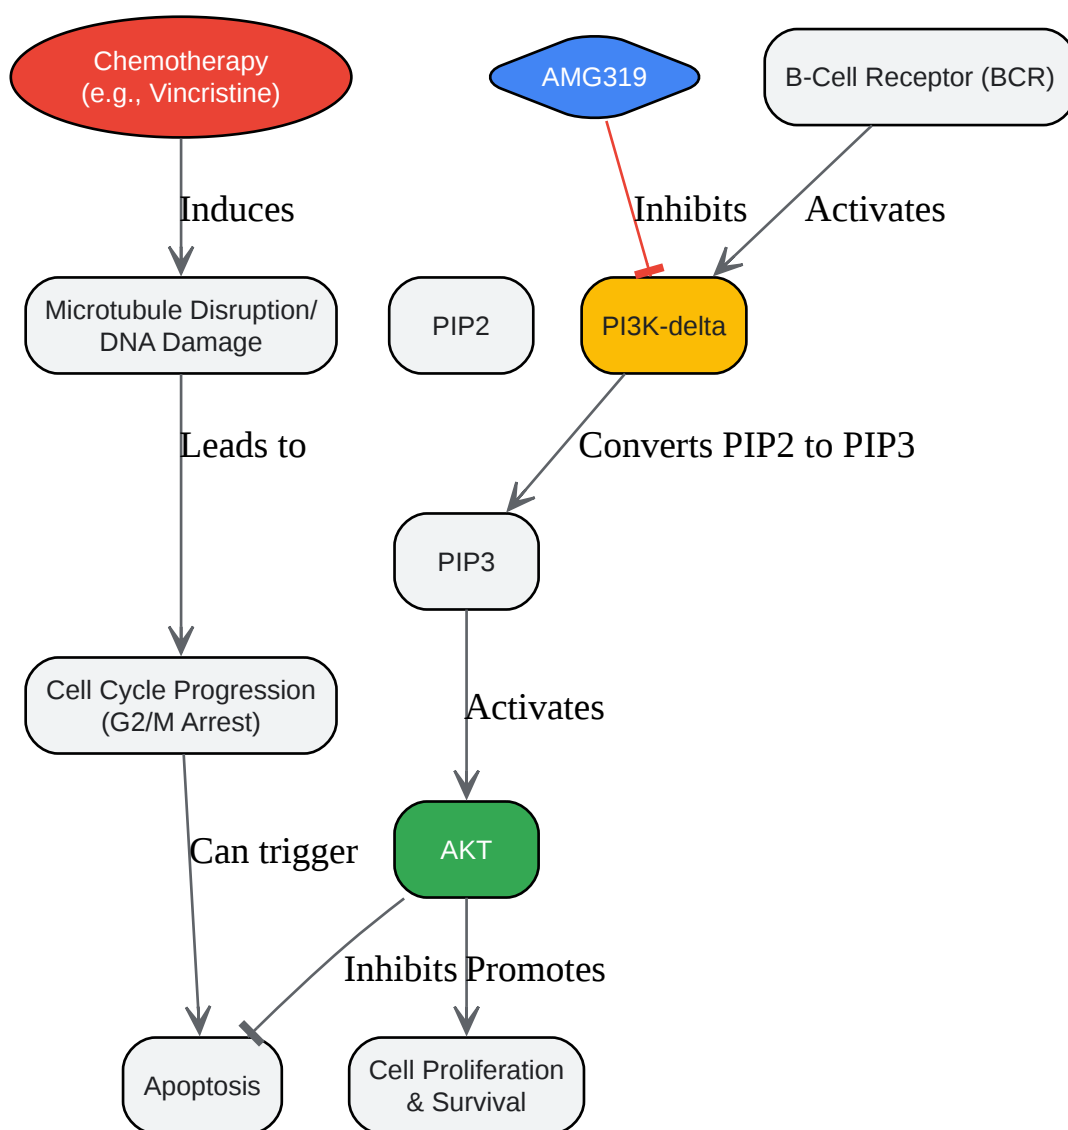 Chemotherapy
(e.g., Vincristine)
AMG319
B-Cell Receptor (BCR)
Induces
Inhibits
Activates
Microtubule Disruption/
DNA Damage
PIP2
PI3K-delta
Leads to
Converts PIP2 to PIP3
PIP3
Cell Cycle Progression
(G2/M Arrest)
Activates
Can trigger
AKT
Inhibits
Promotes
Apoptosis
Cell Proliferation
& Survival